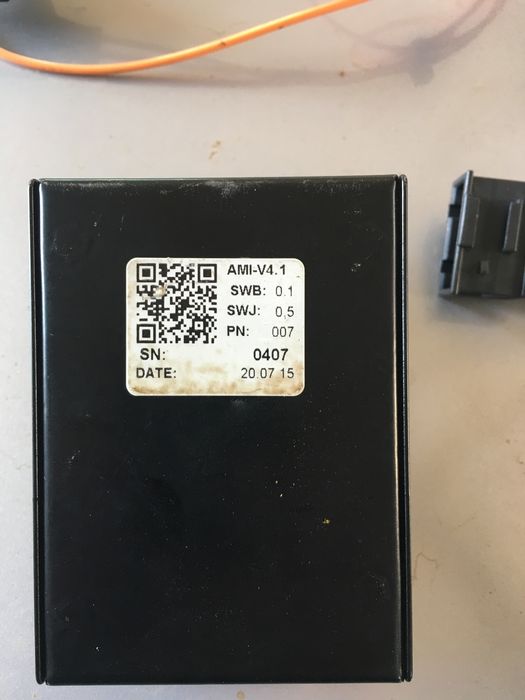 AMI-V4.1
SWB: 0.1
SWJ: 0,5
PN: 007
SN: 0407
DATE: 20.07 15